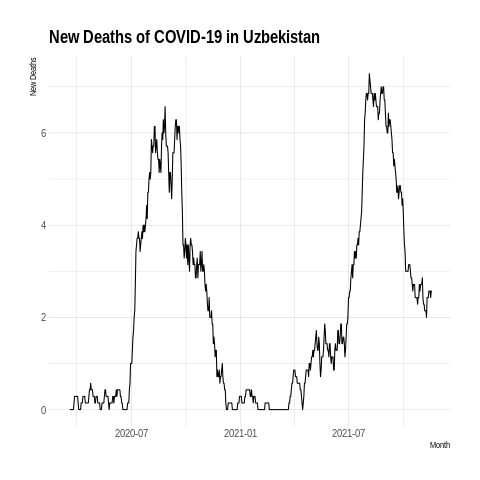 New Deaths of COVID-19 in Uzbekistan
New Deaths
6
4
2
0
2020-07
2021-01
2021-07
Month